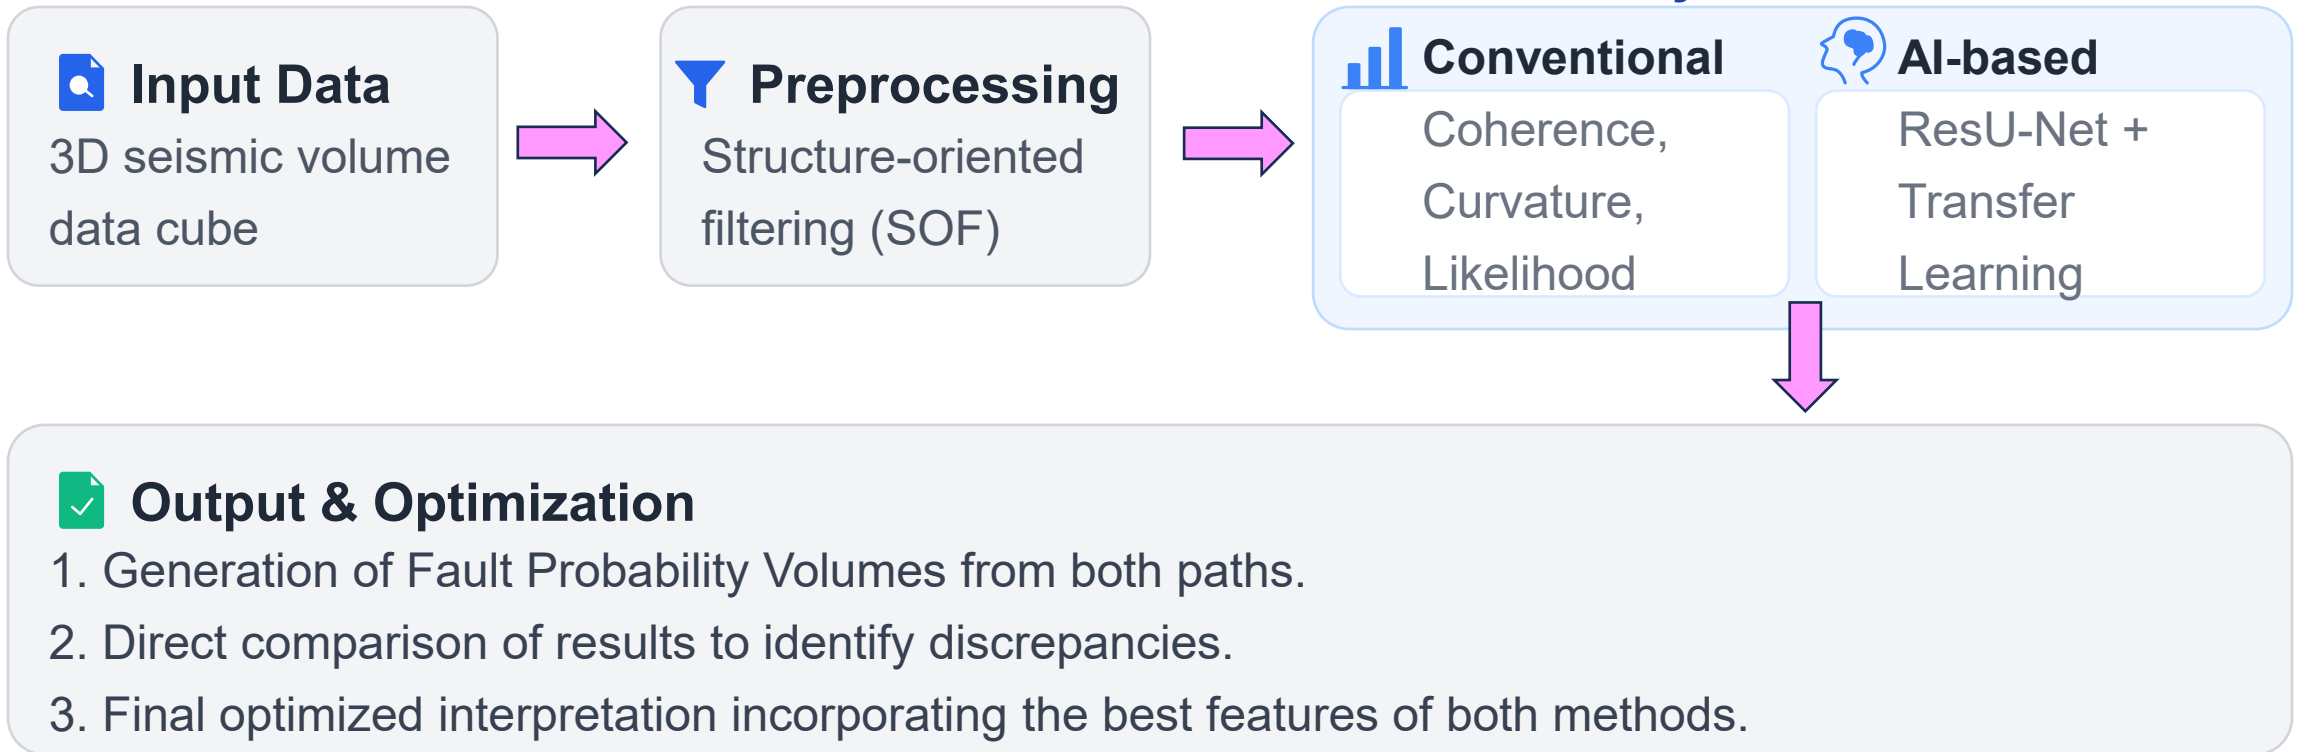 Input Data
3D seismic volume
data cube
Preprocessing
Structure-oriented
filtering (SOF)
Conventional
Coherence,
Curvature,
Likelihood
AI-based
ResU-Net +
Transfer
Learning
Output & Optimization
1. Generation of Fault Probability Volumes from both paths.
2. Direct comparison of results to identify discrepancies.
3. Final optimized interpretation incorporating the best features of both methods.